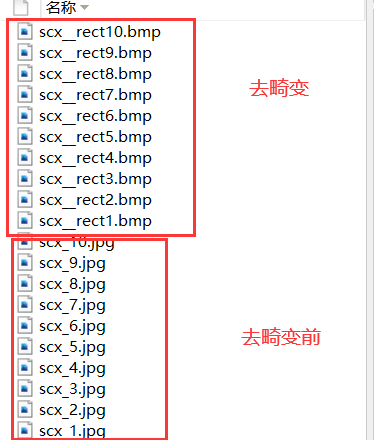 名称
scx__rect10.bmp
scx__rect9.bmp
scx__rect8.bmp
scx__rect7.bmp
去畸变
scx__rect6.bmp
scx__rect5.bmp
scx__rect4.bmp
scx__rect3.bmp
scx__rect2.bmp
scx__rect1.bmp
scx_10.jpg
scx_9.jpg
scx_8.jpg
scx_7.jpg
scx_6.jpg
去畸变前
scx_5.jpg
scx_4.jpg
scx_3.jpg
scx_2.jpg
scx_1.jpg